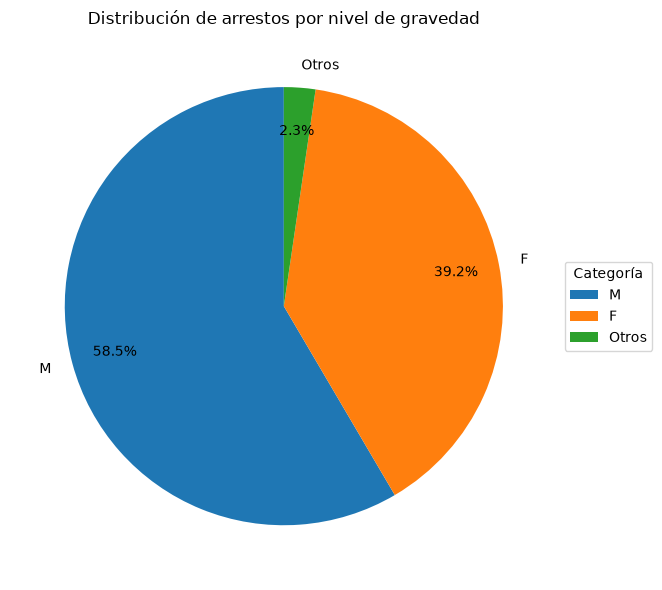 Distribución de arrestos por nivel de gravedad
Otros
2.3%
F
39.2%
Categoría
M
F
Otros
58.5%
M